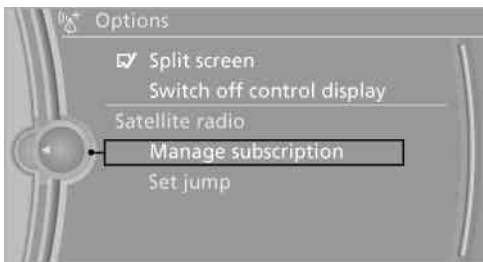 Options
Split screen
Switch off control display
Satellite radio
Manage subscription
Set jump